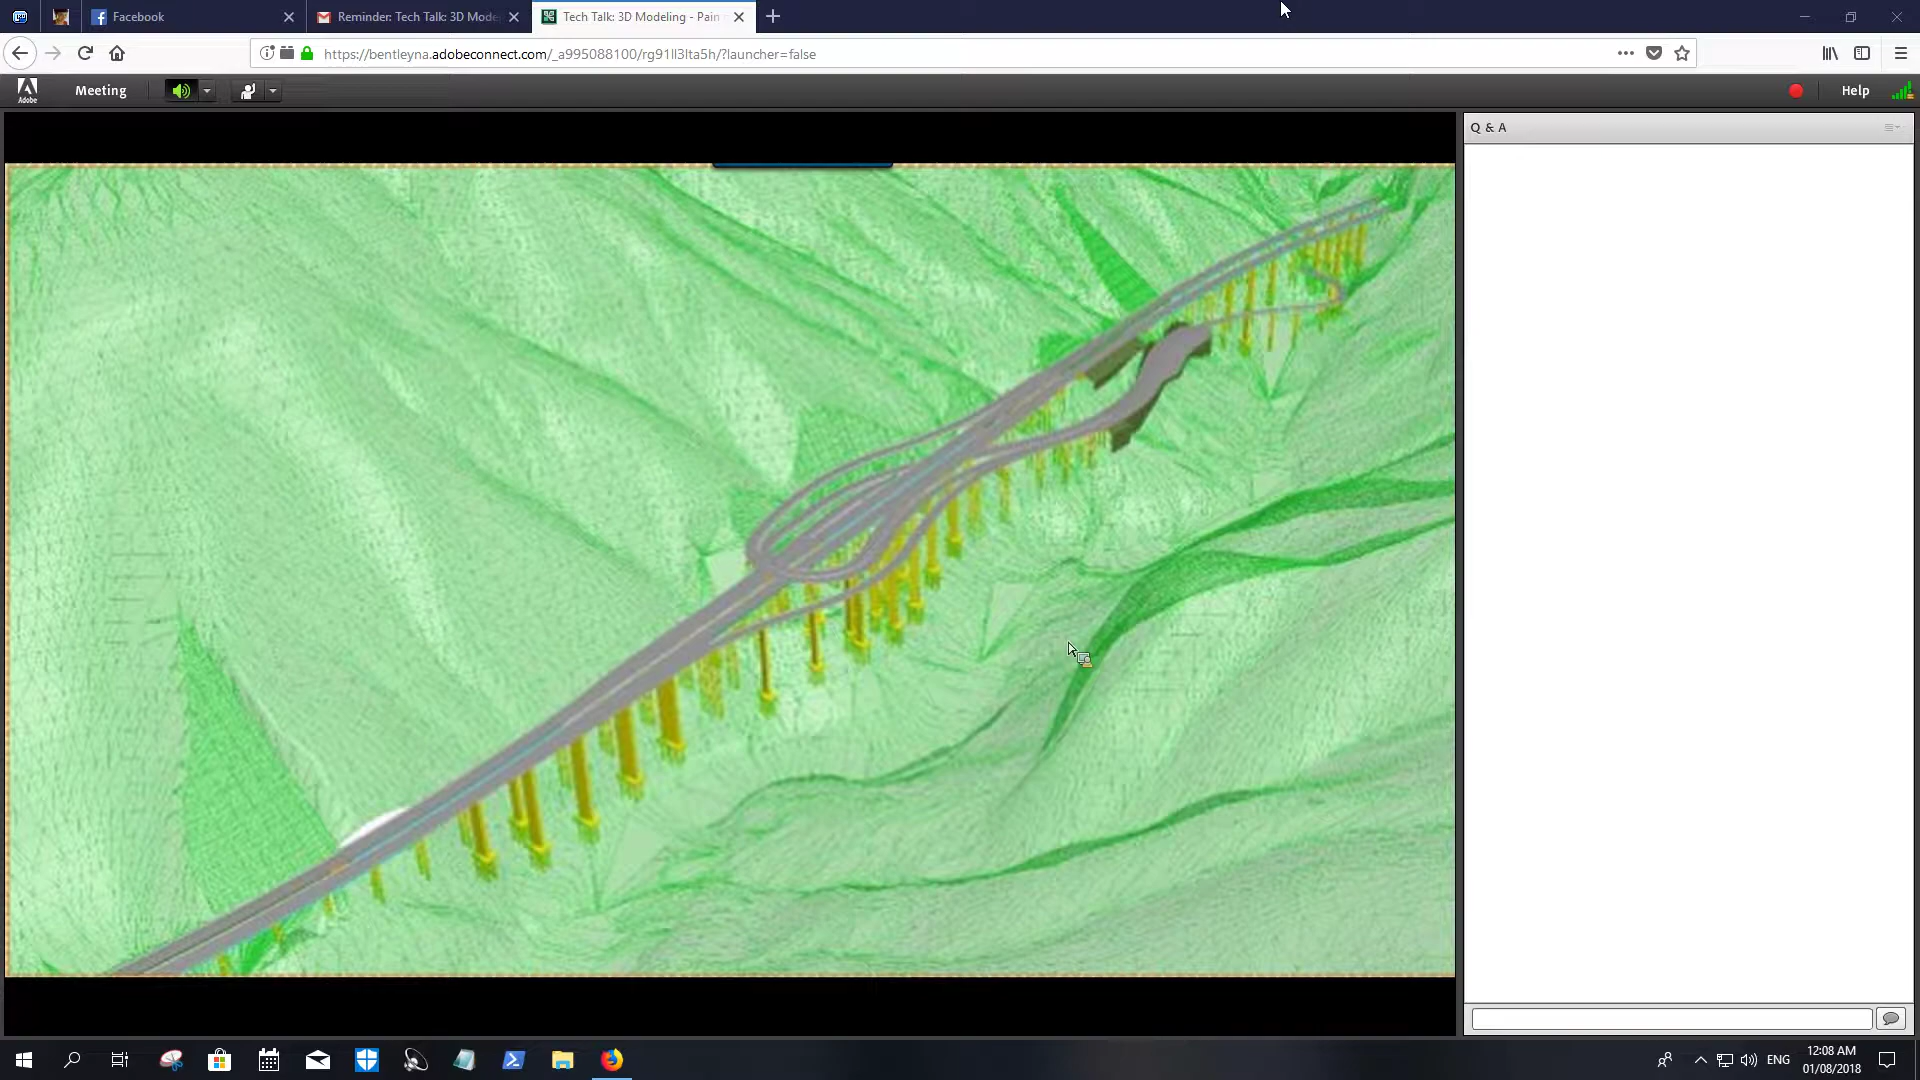 Facebook
Reminder: Tech Talk: 3D Mode
Tech Talk: 3D Modeling - Pain
https://bentleyna.adobeconnect.com/_a995088100/rg91ll3lta5h/?launcher=false
Adobe
Meeting
Help
Q & A
ENG
12:08 AM
01/08/2018